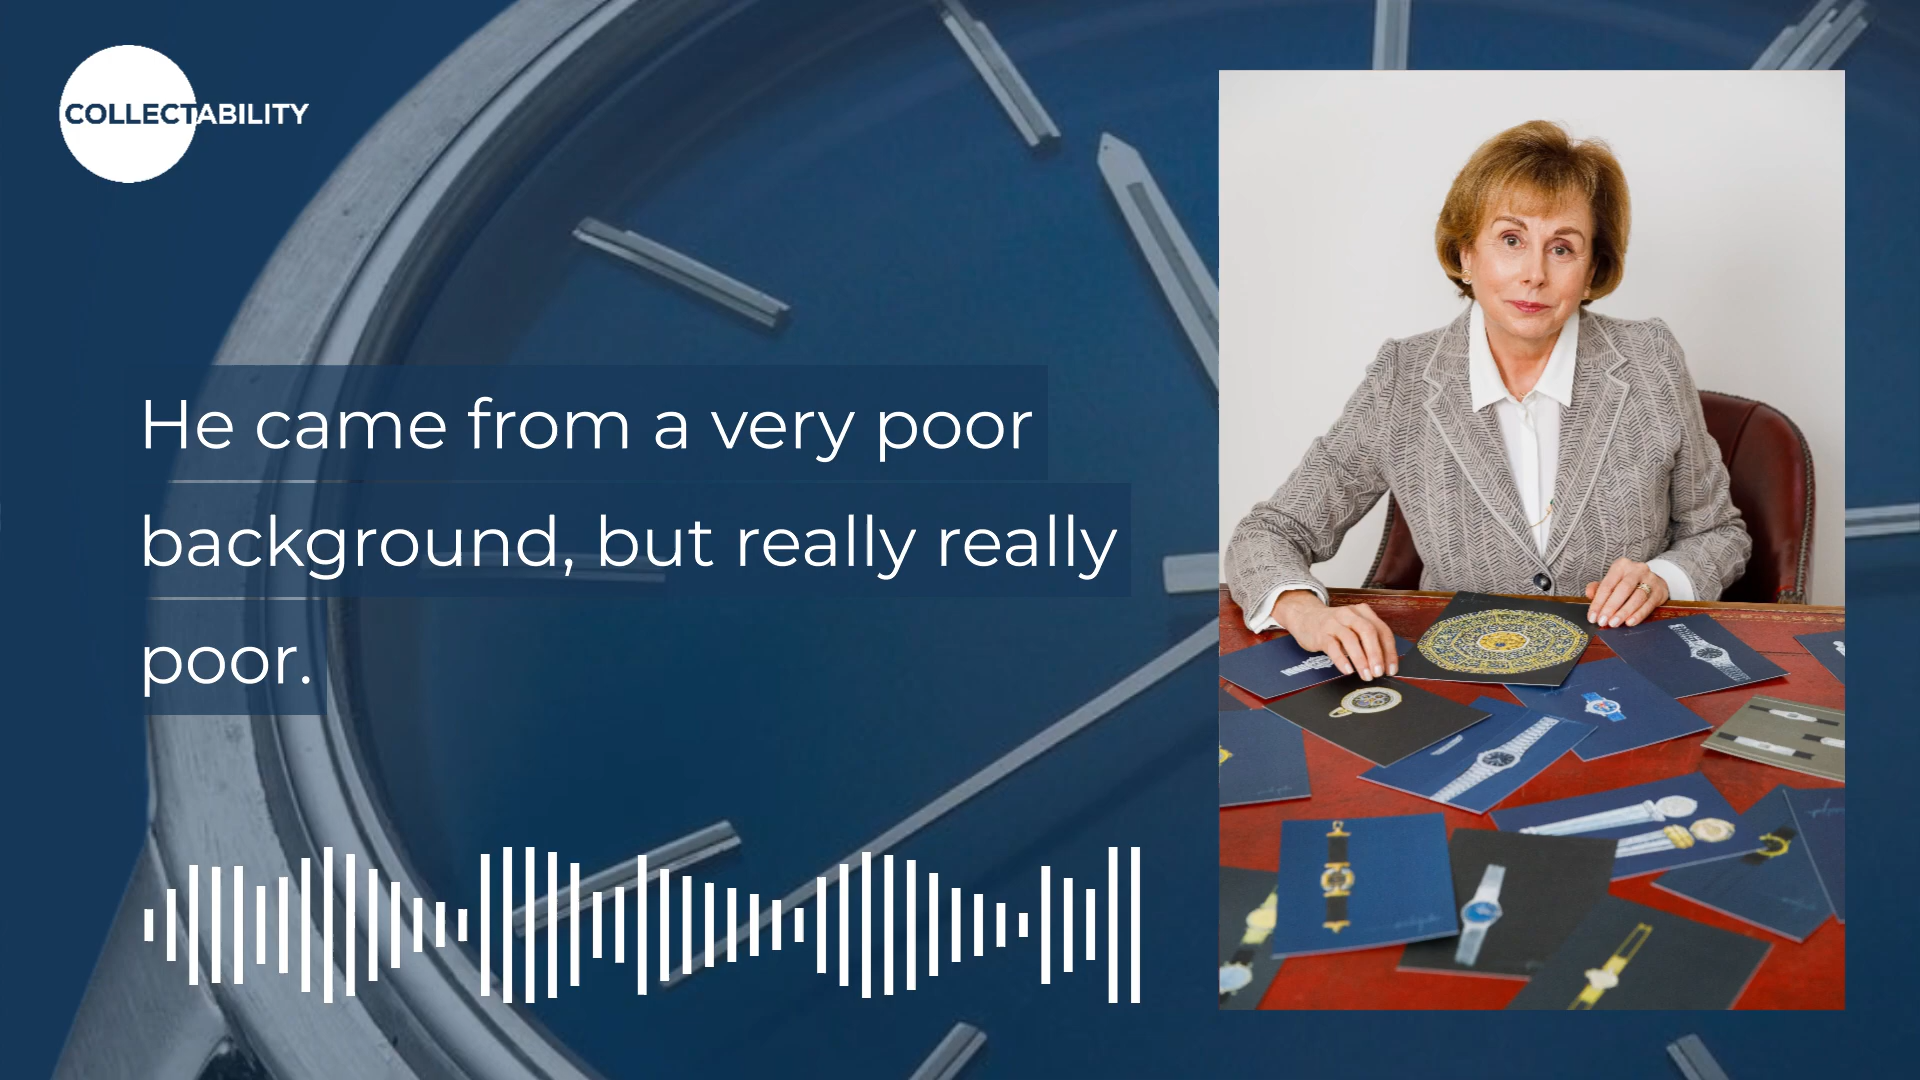 COLLECTABILITY
He came from a very poor
background, but really really
poor.